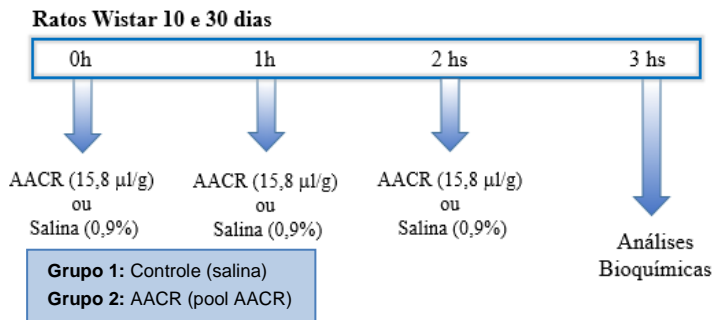 Ratos Wistar 10 e 30 dias
0h 1h 2 hs 3 hs
AACR (15,8 µl/g)
ou
Salina (0,9%)
AACR (15,8 µl/g)
ou
Salina (0,9%)
AACR (15,8 µl/g)
ou
Salina (0,9%)
Análises
Bioquímicas
Grupo 1: Controle (salina)
Grupo 2: AACR (pool AACR)